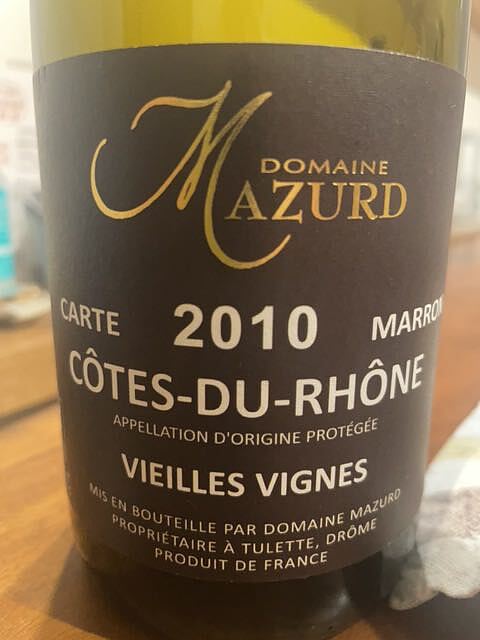 DOMAINE
MAZURD
CARTE 2010 MARRON
CÔTES-DU-RHÔNE
APPELLATION D'ORIGINE PROTÉGÉE
VIEILLES VIGNES
MIS EN BOUTEILLE PAR DOMAINE MAZURD
PROPRIÉTAIRE À TULETTE, DRÔME
PRODUIT DE FRANCE